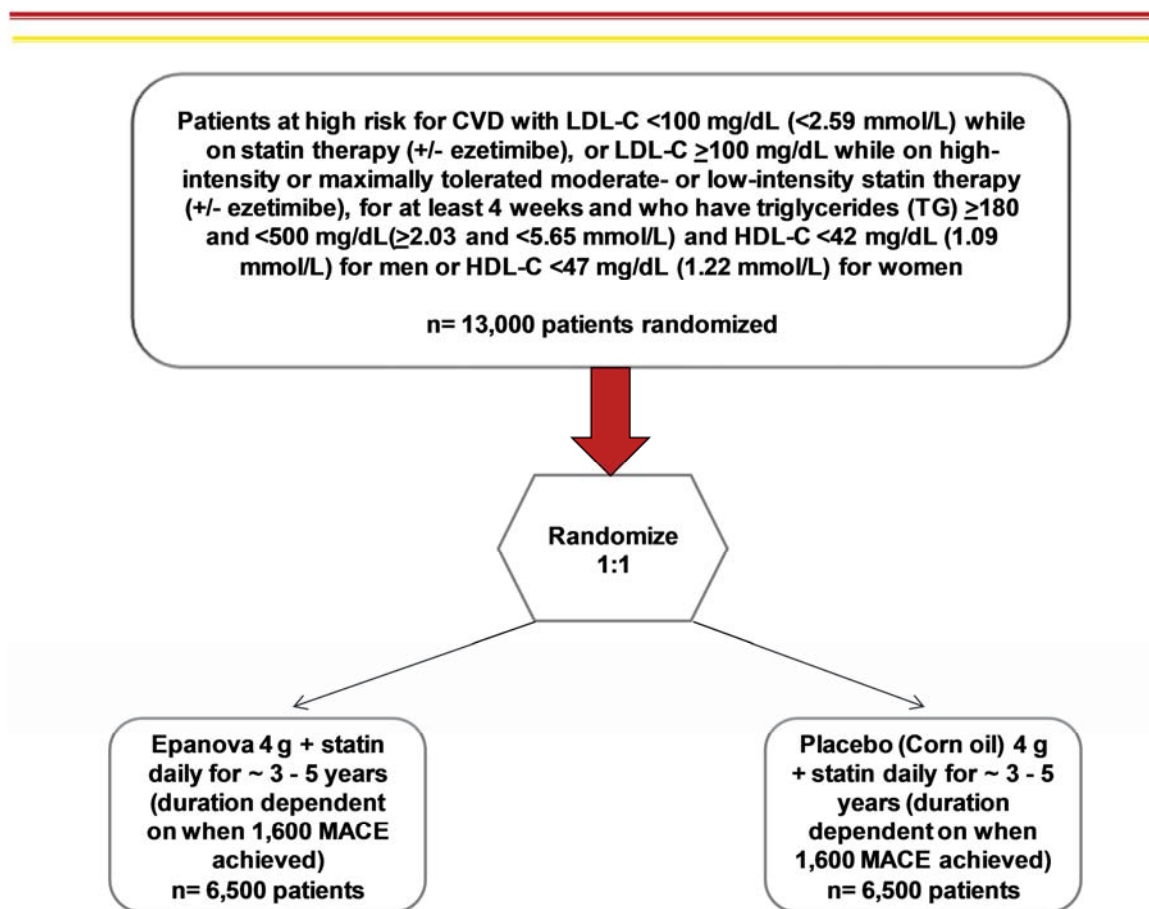 Patients at high risk for CVD with LDL-C <100 mg/dL (<2.59 mmol/L) while
on statin therapy (+/- ezetimibe), or LDL-C ≥100 mg/dL while on high-
intensity or maximally tolerated moderate- or low-intensity statin therapy
(+/- ezetimibe), for at least 4 weeks and who have triglycerides (TG) ≥180
and <500 mg/dL(≥2.03 and <5.65 mmol/L) and HDL-C <42 mg/dL (1.09
mmol/L) for men or HDL-C <47 mg/dL (1.22 mmol/L) for women
n= 13,000 patients randomized
Randomize
1:1
Epanova 4 g + statin
daily for ~ 3 - 5 years
(duration dependent
on when 1,600 MACE
achieved)
n= 6,500 patients
Placebo (Corn oil) 4 g
+ statin daily for ~ 3 - 5
years (duration
dependent on when
1,600 MACE achieved)
n= 6,500 patients